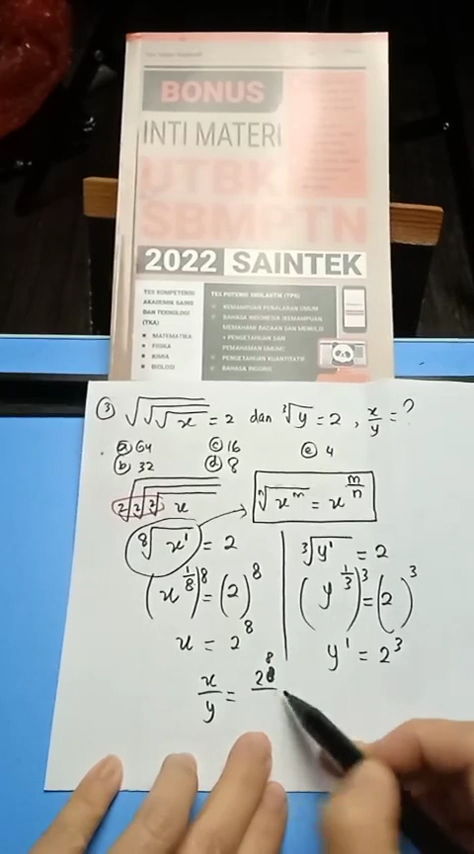 BONUS
INTI MATERI
UTBK
SBMPTN
2022 SAINTEK
TES KOMPETENSI
AKADEMIK SAINS
DAN TEKNOLOGI
(TKA)
MATEMATIKA
FISIKA
KIMIA
BIOLOGI
TES POTENSI SKOLASTIK (TPS)
KEMAMPUAN PENALARAN UMUM
BAHASA INDONESIA (KEMAMPUAN
MEMAHAMI BACAAN DAN MENULIS
+ PENGETAHUAN DAN
PEMAHAMAN UMUM)
PENGETAHUAN KUANTITATIF
BAHASA INGGRIS
③ √√√x = 2 dan ³√y = 2 , x/y = ?
ⓐ 64 ⓒ 16 ⓔ 4
ⓑ 32 ⓓ 8
²√²√²√x
ⁿ√xᵐ = x^(m/n)
⁸√x¹ = 2
(x^(1/8))⁸ = (2)⁸
x = 2⁸
³√y¹ = 2
(y^(1/3))³ = (2)³
y¹ = 2³
x/y = 2⁸